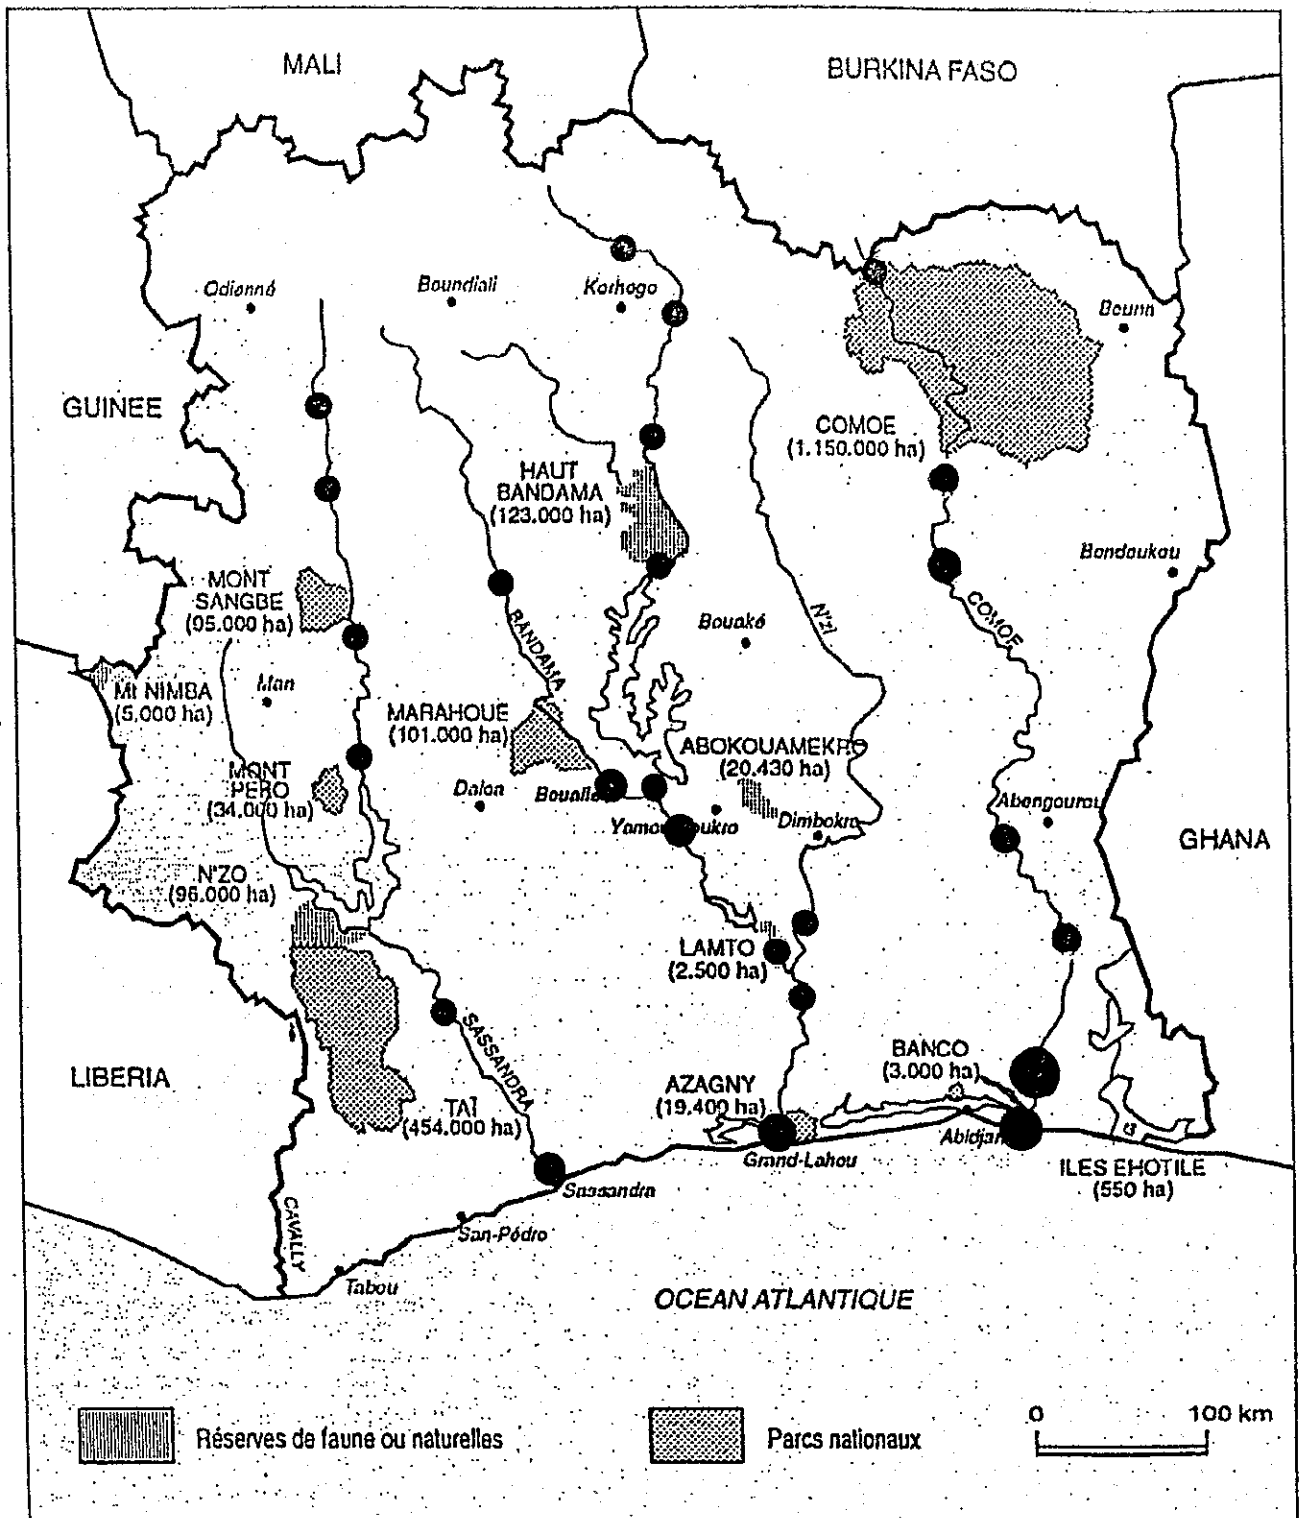 MALI
BURKINA FASO
Odienné
Boundiali
Korhogo
Bouna
GUINEE
COMOE
(1.150.000 ha)
HAUT
BANDAMA
(123.000 ha)
Bondoukou
MONT
SANGBE
(95.000 ha)
BANDAMA
Bouaké
N'zi
COMOE
Mt NIMBA
(5.000 ha)
Man
MARAHOUE
(101.000 ha)
ABOKOUAMEKRO
(20.430 ha)
MONT
PEKO
(34.000 ha)
Daloa
Dimbokro
Abengourou
GHANA
N'ZO
(96.000 ha)
LAMTO
(2.500 ha)
SASSANDRA
BANCO
(3.000 ha)
LIBERIA
AZAGNY
(19.400 ha)
TAÏ
(454.000 ha)
Abidjan
Grand-Lahou
ILES EHOTILE
(550 ha)
Sassandra
CAVALLY
San-Pédro
Tabou
OCEAN ATLANTIQUE
0 100 km
Réserves de faune ou naturelles
Parcs nationaux